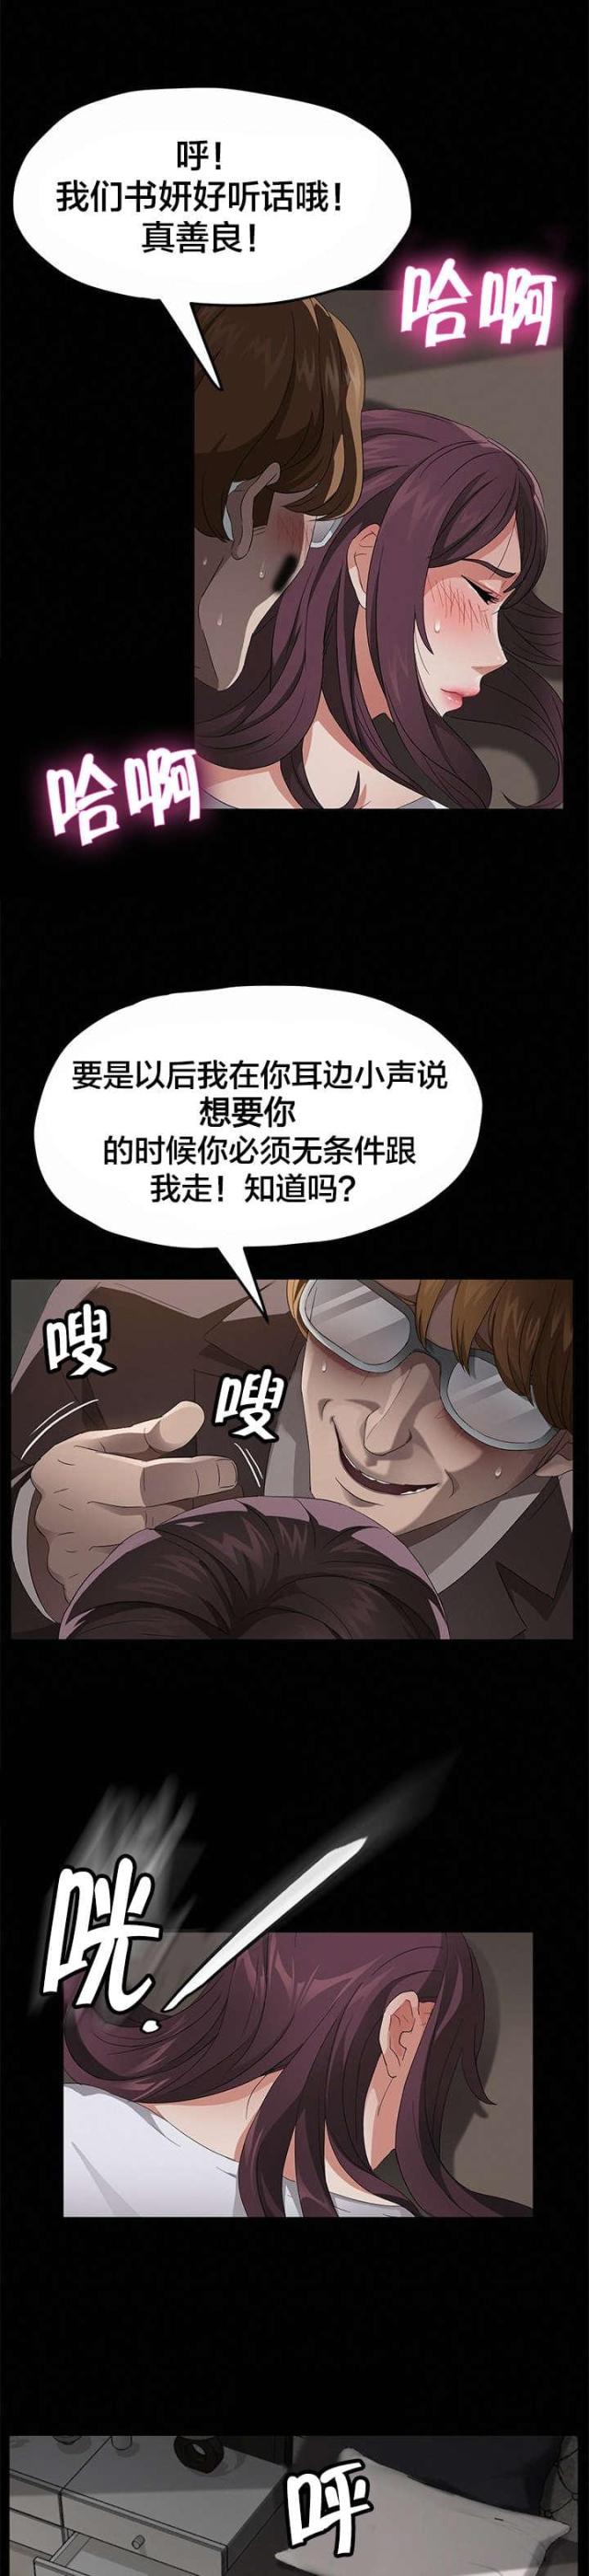 呼！
我们书妍好听话哦！
真善良！
哈啊
哈啊
要是以后我在你耳边小声说
想要你
的时候你必须无条件跟
我走！知道吗？
嗖
嗖
咣
呼